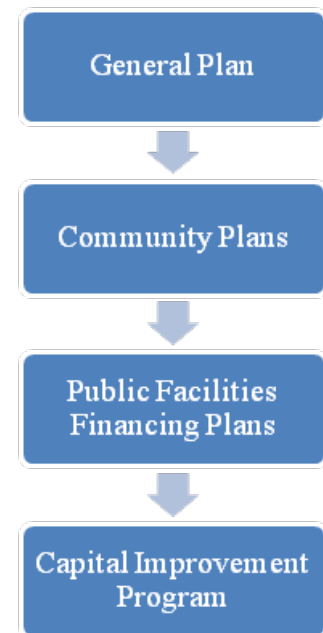 General Plan
Community Plans
Public Facilities
Financing Plans
Capital Improvement
Program